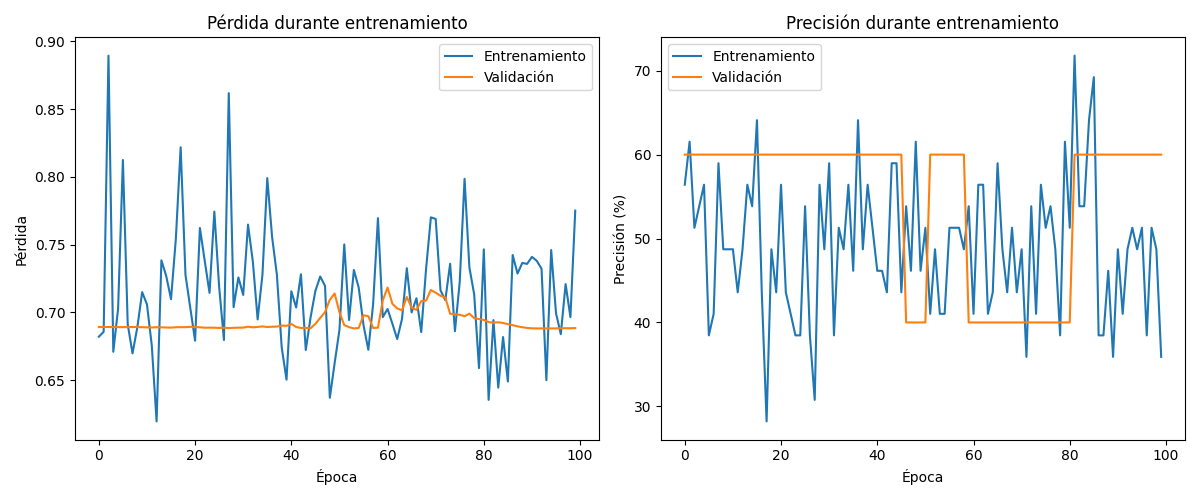 Pérdida durante entrenamiento
Pérdida
0.90
0.85
0.80
0.75
0.70
0.65
Entrenamiento
Validación
0 20 40 60 80 100
Época
Precisión durante entrenamiento
Precisión (%)
70
60
50
40
30
Entrenamiento
Validación
0 20 40 60 80 100
Época